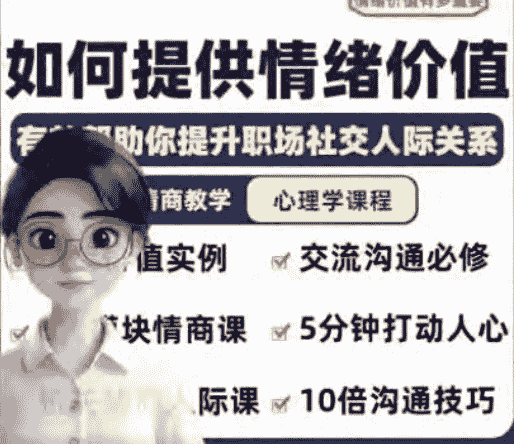 如何提供情绪价值
助你提升职场社交人际关系
情商教学 心理学课程
值实例 交流沟通必修
块情商课 5分钟打动人心
人际课 10倍沟通技巧